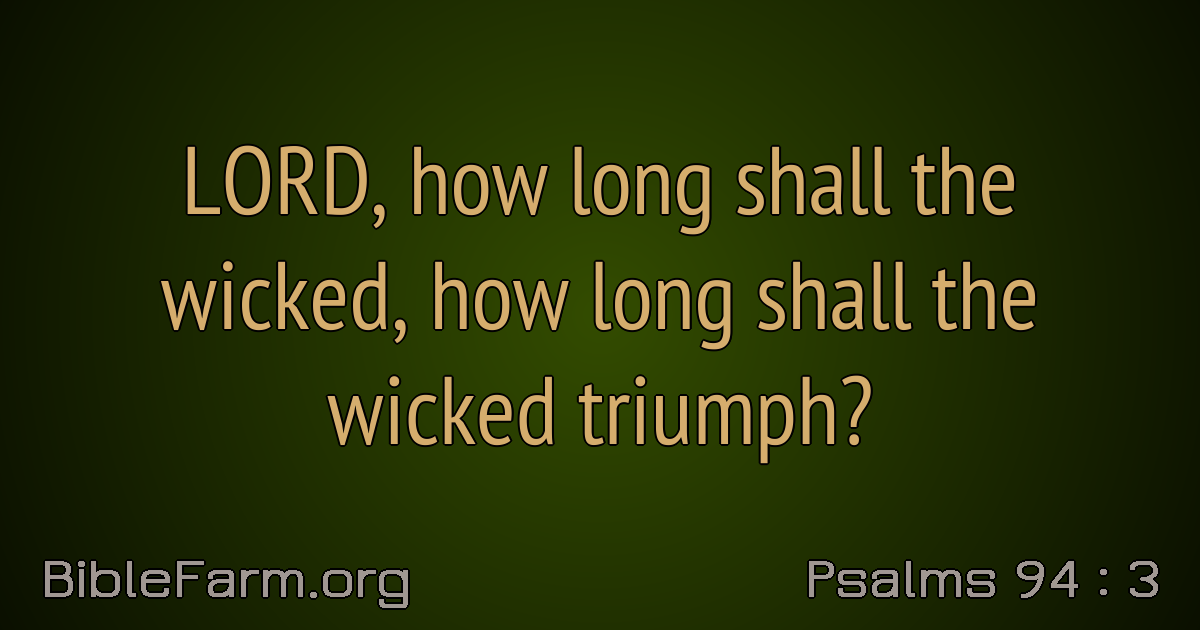 LORD, how long shall the
wicked, how long shall the
wicked triumph?
BibleFarm.org
Psalms 94 : 3